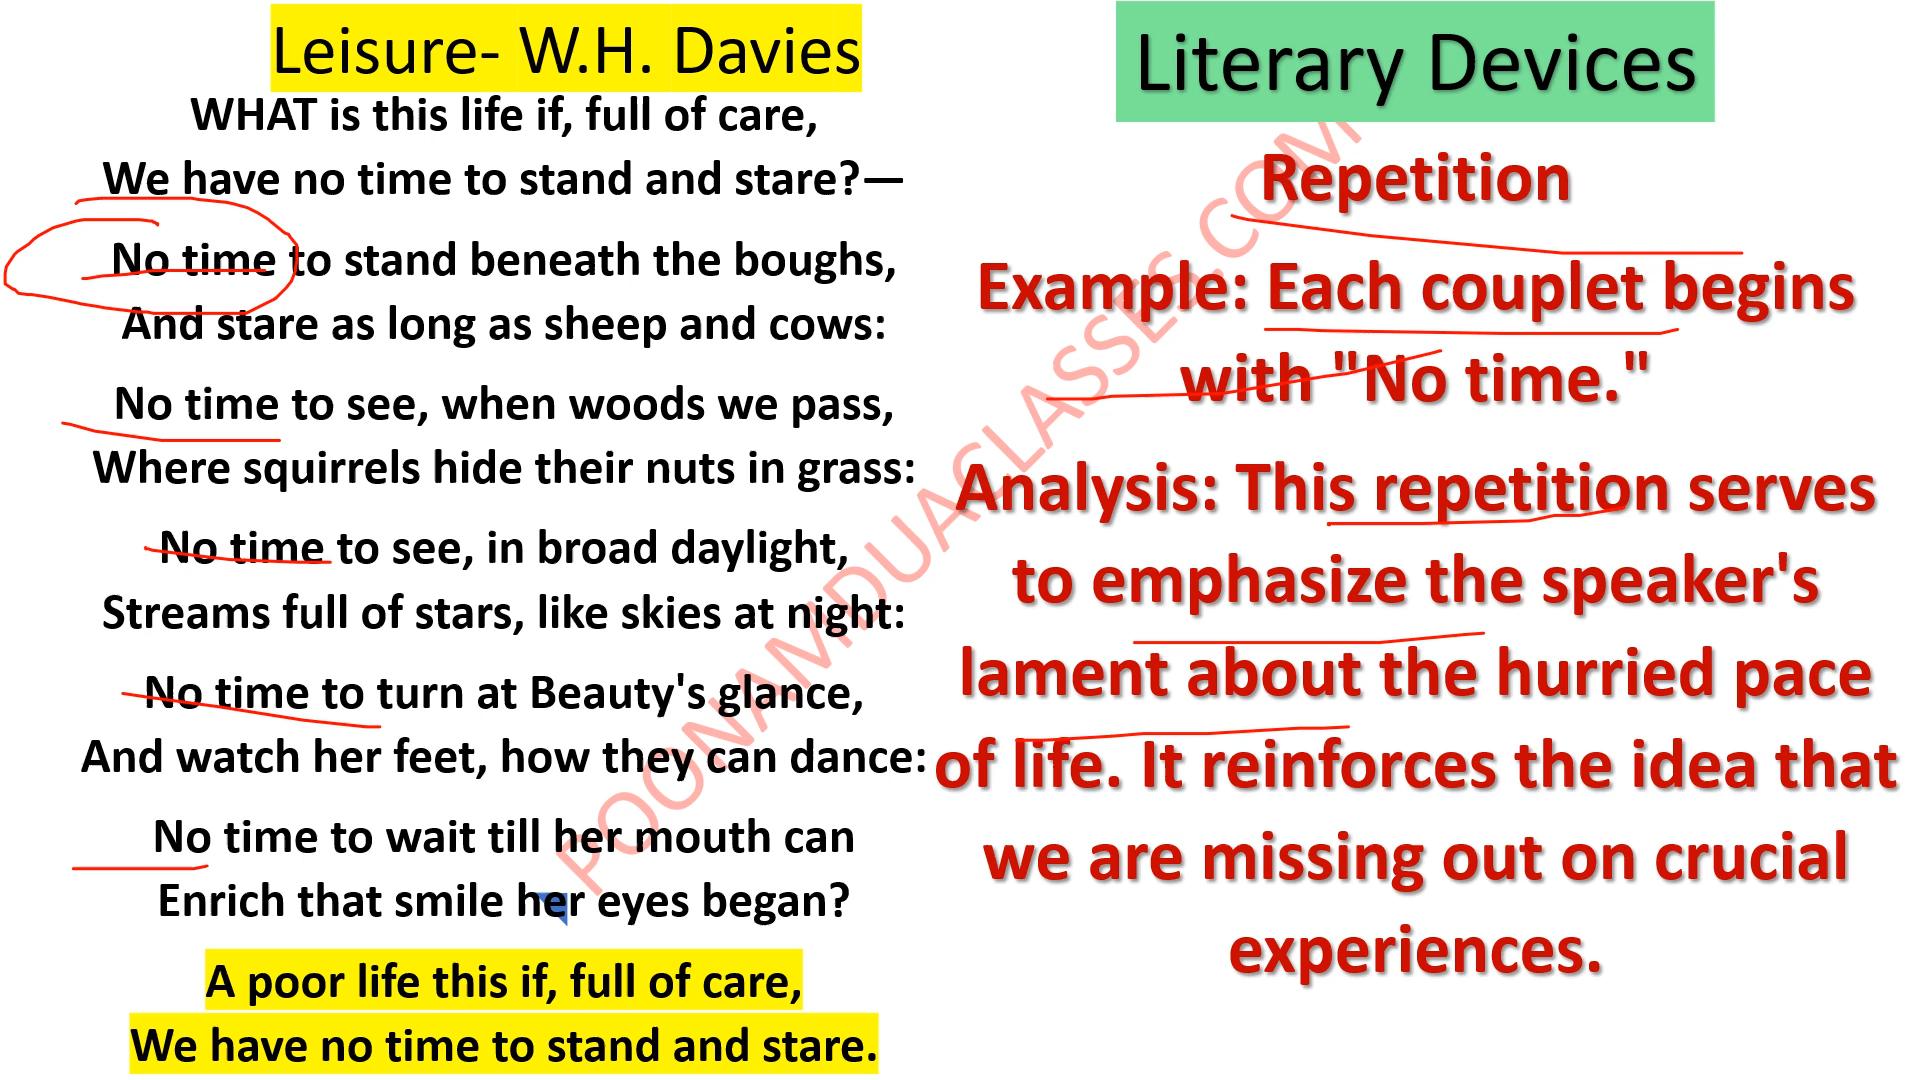 Leisure- W.H. Davies
WHAT is this life if, full of care,
We have no time to stand and stare?—
No time to stand beneath the boughs,
And stare as long as sheep and cows:
No time to see, when woods we pass,
Where squirrels hide their nuts in grass:
No time to see, in broad daylight,
Streams full of stars, like skies at night:
No time to turn at Beauty's glance,
And watch her feet, how they can dance:
No time to wait till her mouth can
Enrich that smile her eyes began?
A poor life this if, full of care,
We have no time to stand and stare.
Literary Devices
Repetition
Example: Each couplet begins
with "No time."
Analysis: This repetition serves
to emphasize the speaker's
lament about the hurried pace
of life. It reinforces the idea that
we are missing out on crucial
experiences.
POONAMDUACLASSES.COM